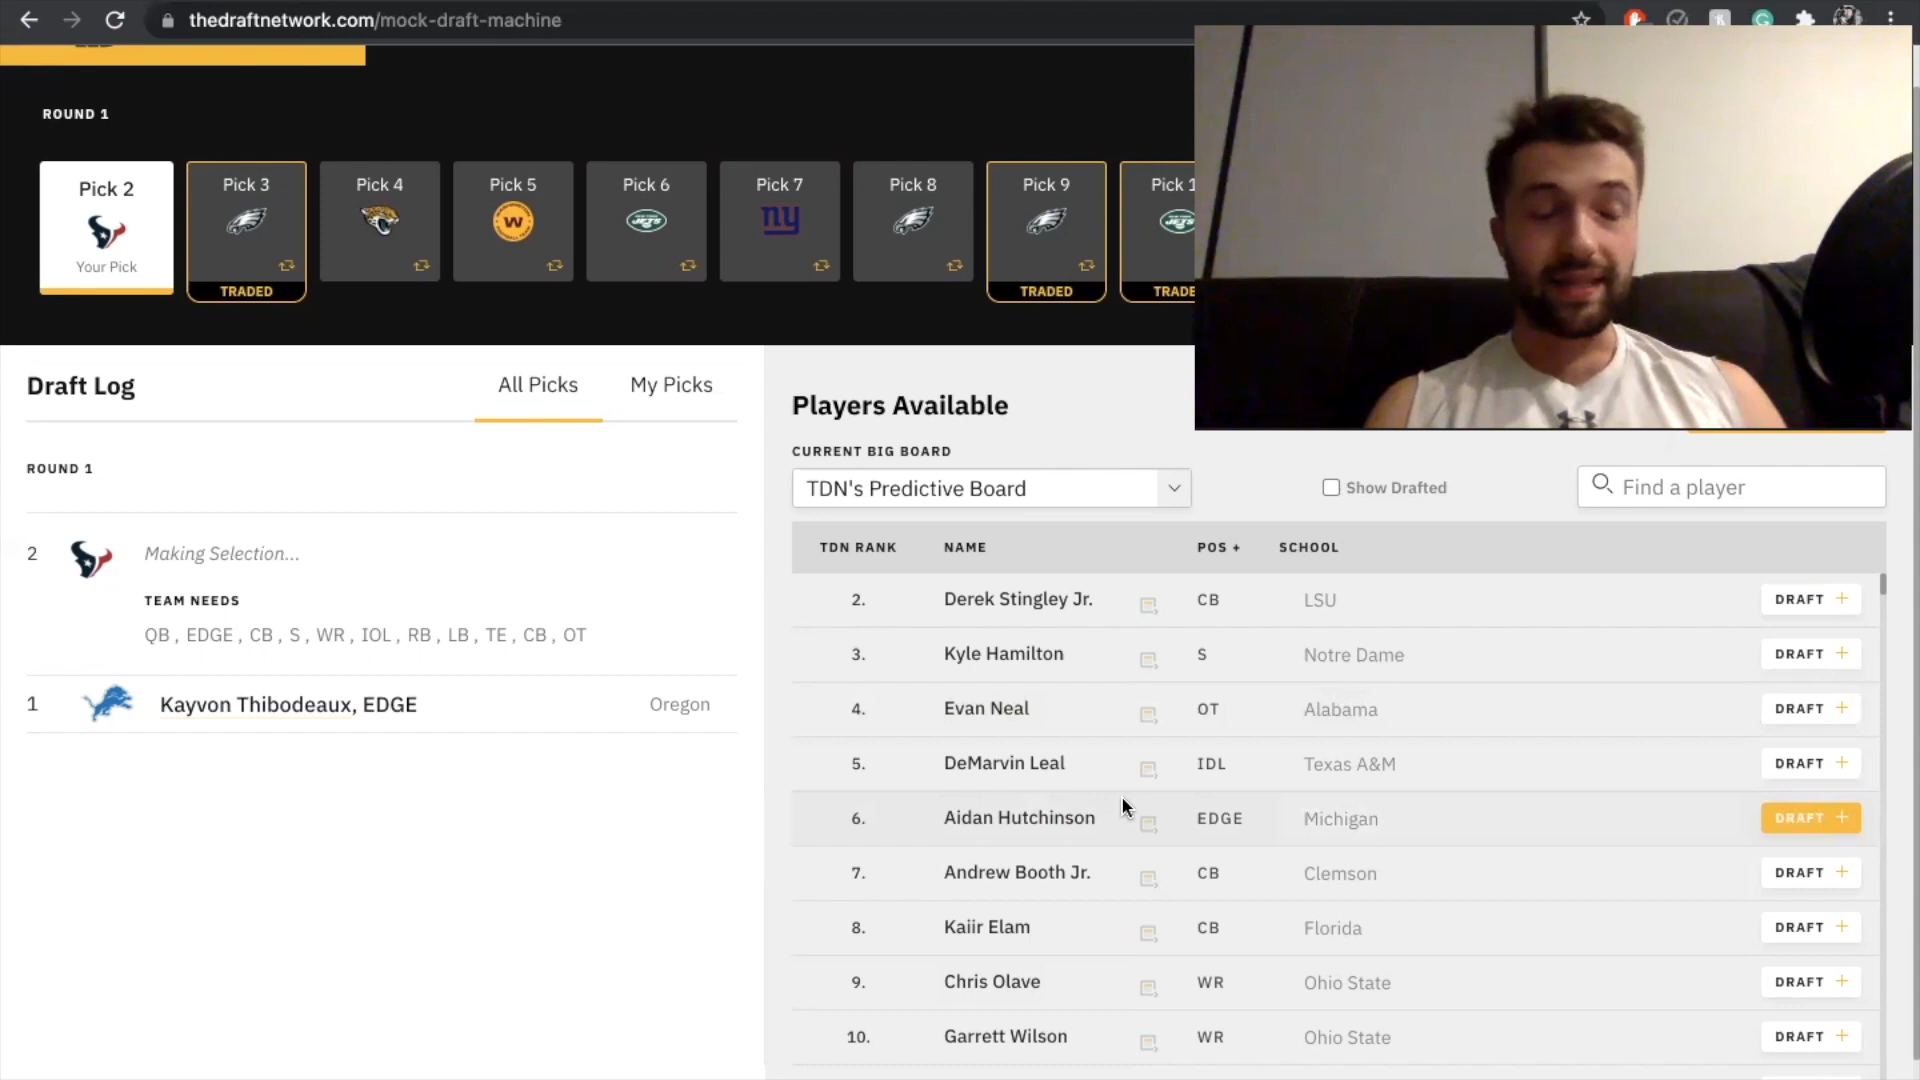 thedraftnetwork.com/mock-draft-machine
ROUND 1
Pick 2
Your Pick
Pick 3
TRADED
Pick 4
Pick 5
W
Pick 6
JETS
Pick 7
ny
Pick 8
Pick 9
TRADED
Pick 1
JETS
TRADE
Draft Log
All Picks
My Picks
ROUND 1
2
Making Selection...
TEAM NEEDS
QB , EDGE , CB , S , WR , IOL , RB , LB , TE , CB , OT
1 Kayvon Thibodeaux, EDGE Oregon
Players Available
CURRENT BIG BOARD
TDN's Predictive Board
Show Drafted
Find a player
TDN RANK NAME POS + SCHOOL
2. Derek Stingley Jr. CB LSU DRAFT +
3. Kyle Hamilton S Notre Dame DRAFT +
4. Evan Neal OT Alabama DRAFT +
5. DeMarvin Leal IDL Texas A&M DRAFT +
6. Aidan Hutchinson EDGE Michigan DRAFT +
7. Andrew Booth Jr. CB Clemson DRAFT +
8. Kaiir Elam CB Florida DRAFT +
9. Chris Olave WR Ohio State DRAFT +
10. Garrett Wilson WR Ohio State DRAFT +